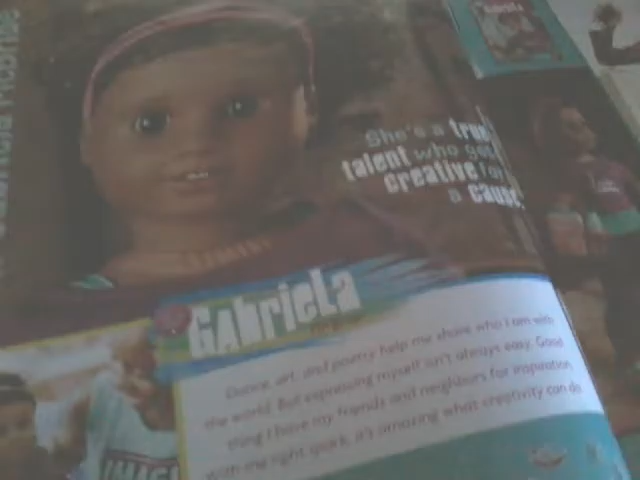 She's a true
talent who get
creative for
a cause
GAbrieLa
Dance, art, and poetry help me share who I am with
the world. But expressing myself isn't always easy. Good
thing I have my friends and neighbors for inspiration.
With the right spark, it's amazing what creativity can do.